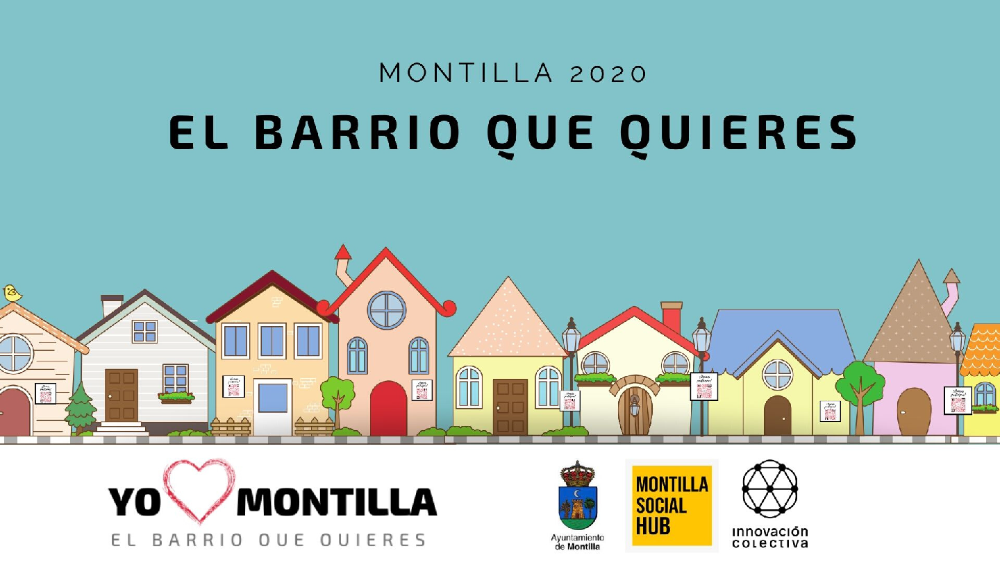 MONTILLA 2020
EL BARRIO QUE QUIERES
YO MONTILLA
EL BARRIO QUE QUIERES
Ayuntamiento
de Montilla
MONTILLA
SOCIAL
HUB
innovación
colectiva